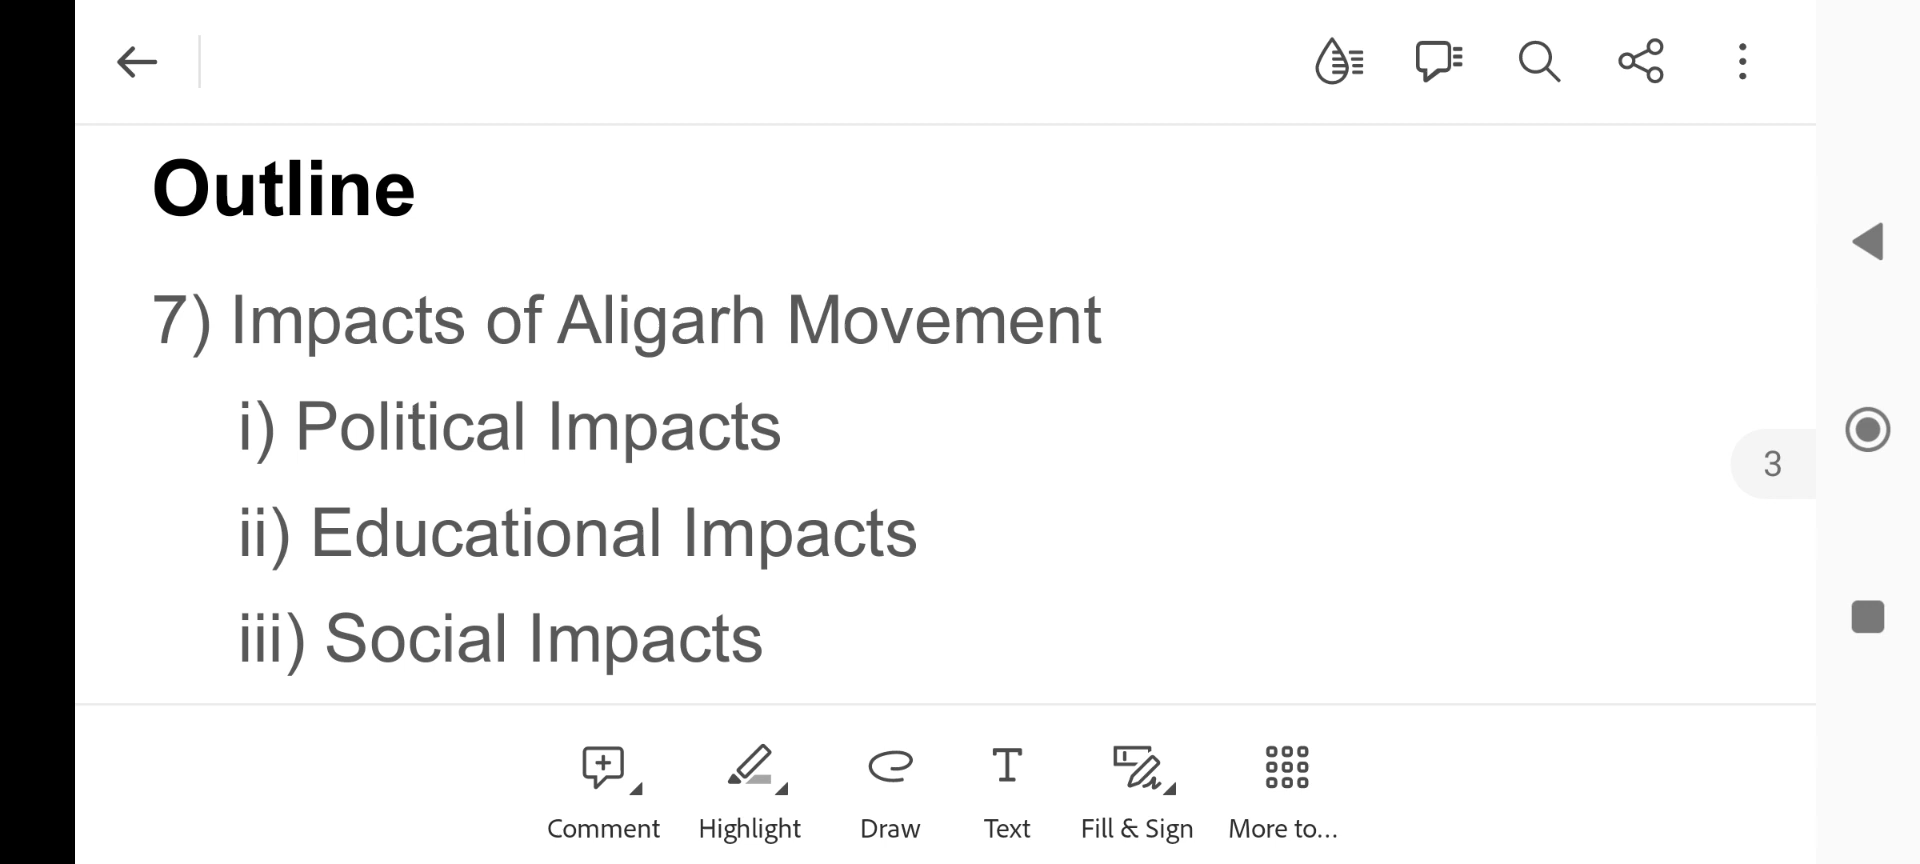 Outline
7) Impacts of Aligarh Movement
i) Political Impacts
ii) Educational Impacts
iii) Social Impacts
3
Comment Highlight Draw Text Fill & Sign More to...